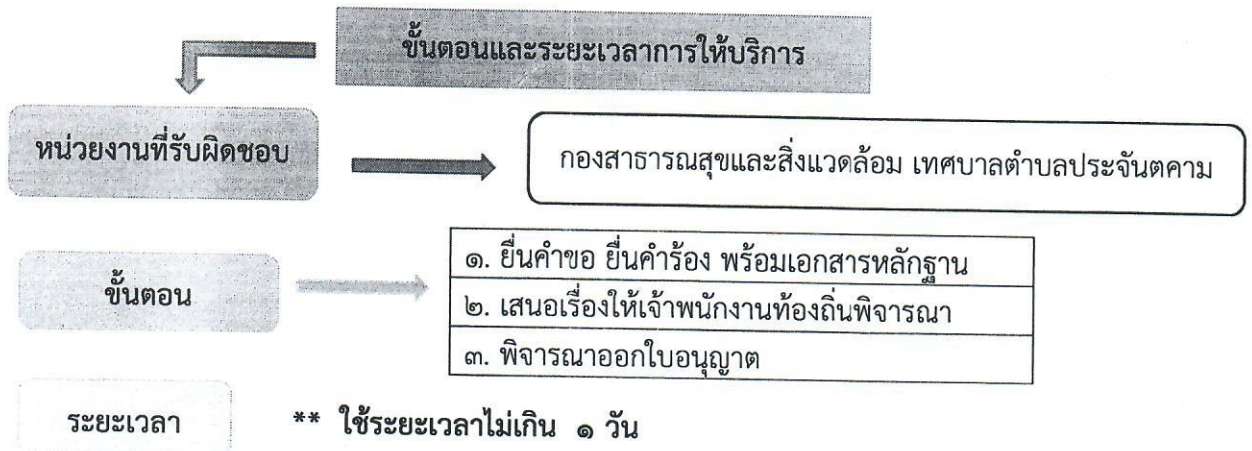 ขั้นตอนและระยะเวลาการให้บริการ
หน่วยงานที่รับผิดชอบ
กองสาธารณสุขและสิ่งแวดล้อม เทศบาลตำบลประจันตคาม
ขั้นตอน
๑. ยื่นคำขอ ยื่นคำร้อง พร้อมเอกสารหลักฐาน
๒. เสนอเรื่องให้เจ้าพนักงานท้องถิ่นพิจารณา
๓. พิจารณาออกใบอนุญาต
ระยะเวลา
** ใช้ระยะเวลาไม่เกิน ๑ วัน